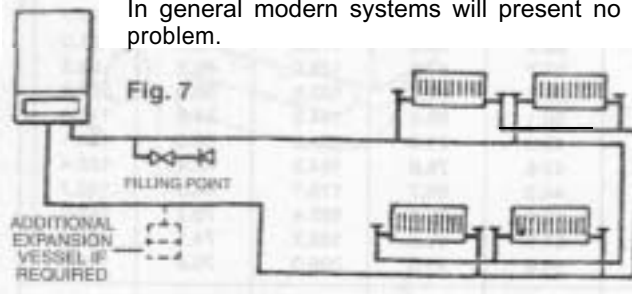 In general modern systems will present no
problem.
Fig. 7
FILLING POINT
ADDITIONAL
EXPANSION
VESSEL IF
REQUIRED